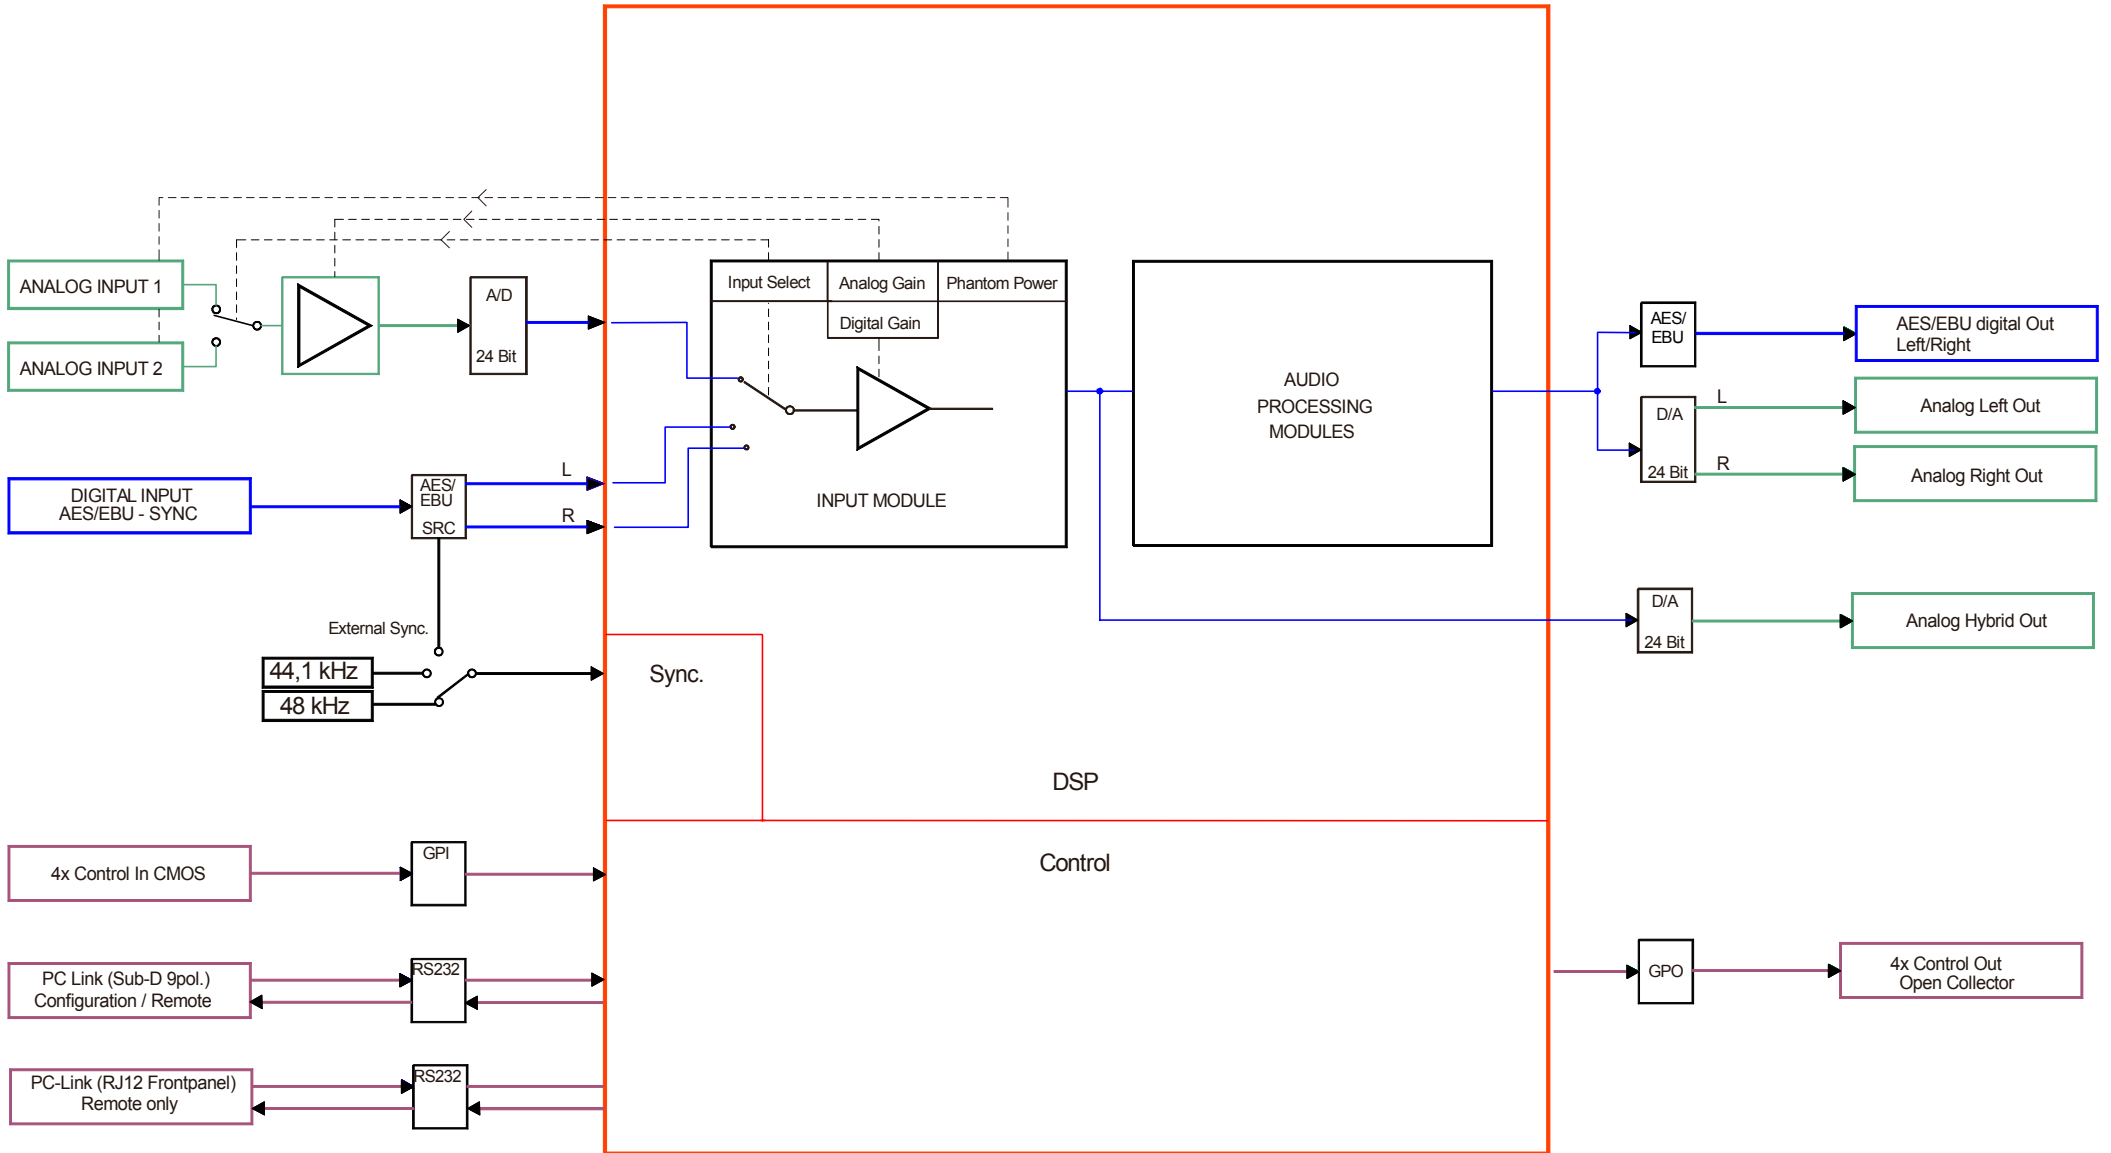 ANALOG INPUT 1
ANALOG INPUT 2
A/D
24 Bit
Input Select
Analog Gain
Phantom Power
Digital Gain
INPUT MODULE
AUDIO
PROCESSING
MODULES
AES/
EBU
AES/EBU digital Out
Left/Right
D/A
24 Bit
L
R
Analog Left Out
Analog Right Out
DIGITAL INPUT
AES/EBU - SYNC
AES/
EBU
SRC
L
R
D/A
24 Bit
Analog Hybrid Out
External Sync.
44,1 kHz
48 kHz
Sync.
DSP
Control
4x Control In CMOS
GPI
PC Link (Sub-D 9pol.)
Configuration / Remote
RS232
GPO
4x Control Out
Open Collector
PC-Link (RJ12 Frontpanel)
Remote only
RS232